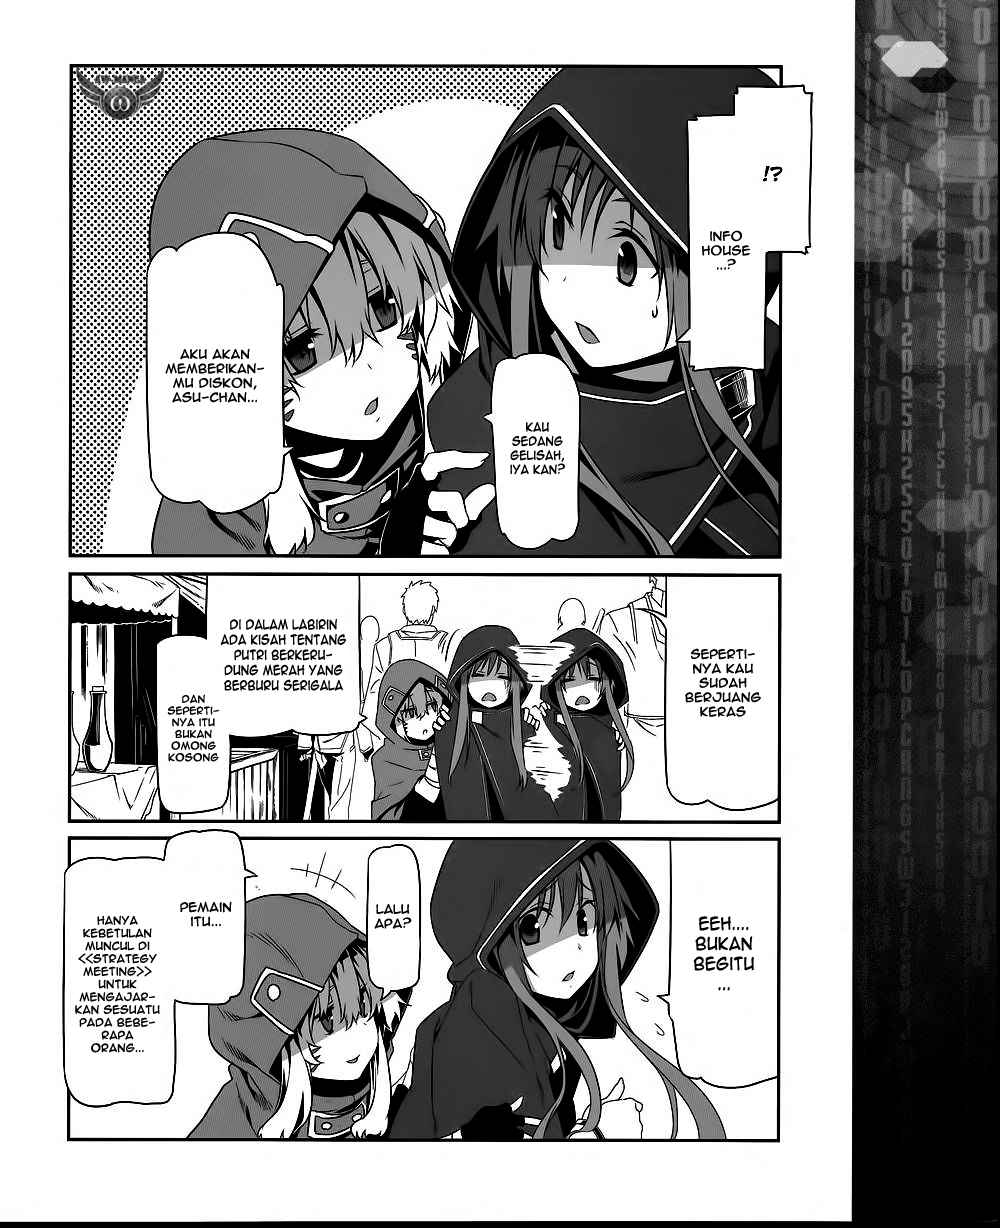 !?
INFO
HOUSE
....?
KAU
SEDANG
GELISAH,
IYA KAN?
AKU AKAN
MEMBERIKAN-
MU DISKON,
ASU-CHAN...
SEPERTI-
NYA KAU
SUDAH
BERJUANG
KERAS
DI DALAM LABIRIN
ADA KISAH TENTANG
PUTRI BERKERU-
DUNG MERAH YANG
BERBURU SERIGALA
DAN
SEPERTI-
NYA ITU
BUKAN
OMONG
KOSONG
EEH....
BUKAN
BEGITU
...
LALU
APA?
PEMAIN
ITU...
HANYA
KEBETULAN
MUNCUL DI
<<STRATEGY
MEETING>>
UNTUK
MENGAJAR-
KAN SESUATU
PADA BEBE-
RAPA
ORANG...